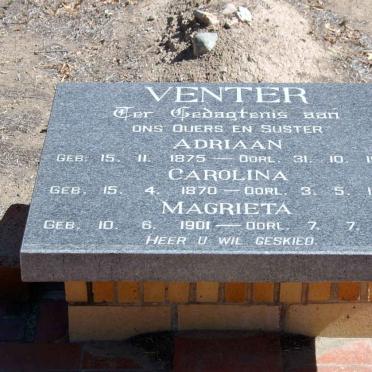 VENTER
Ter Gedagtenis aan
ONS OUERS EN SUSTER
ADRIAAN
GEB. 15. 11. 1875 — OORL. 31. 10.
CAROLINA
GEB. 15. 4. 1870 — OORL. 3. 5.
MAGRIETA
GEB. 10. 6. 1901 — OORL. 7. 7.
HEER U WIL GESKIED.